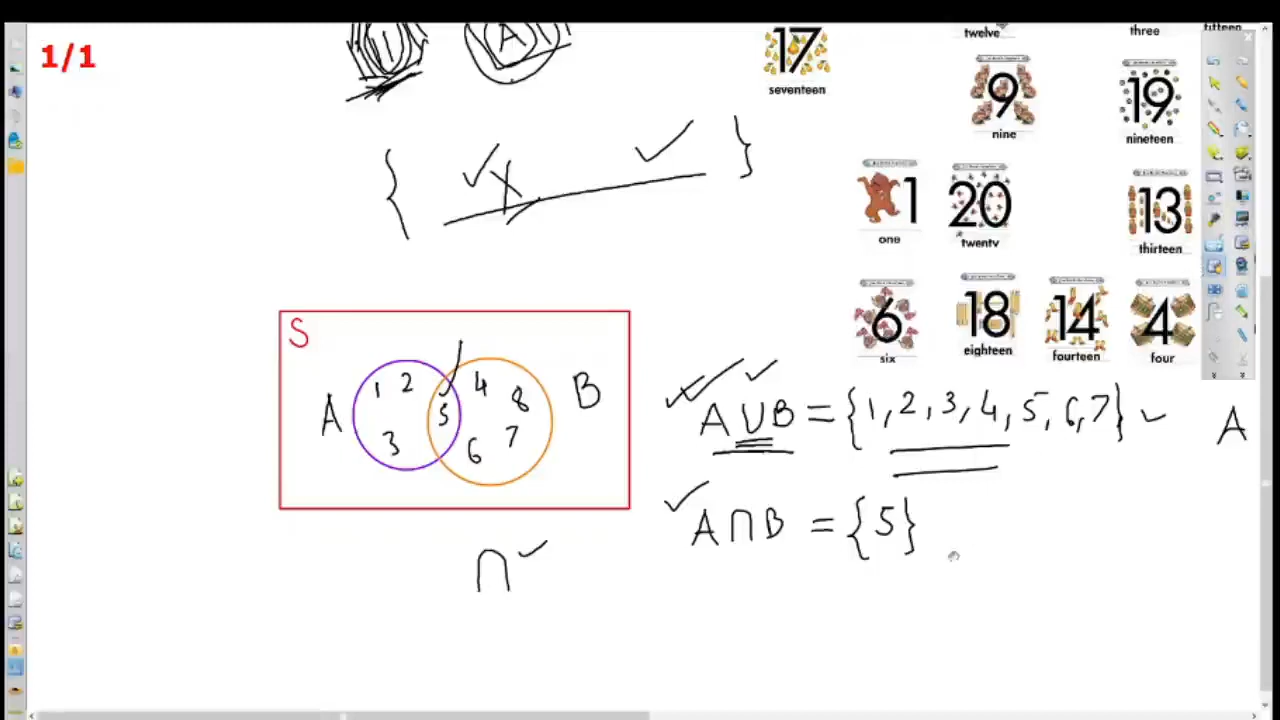 1/1
A
17
seventeen
twelve
three
fifteen
9
nine
19
nineteen
{ X }
1
one
20
twenty
13
thirteen
6
six
18
eighteen
14
fourteen
4
four
S
A 1 2 3 5 4 8 6 7 B
A∪B = {1, 2, 3, 4, 5, 6, 7}
A
A∩B = {5}
∩